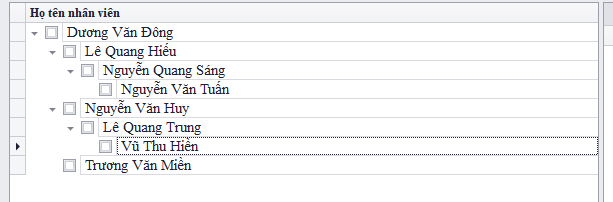 Họ tên nhân viên
Dương Văn Đông
Lê Quang Hiếu
Nguyễn Quang Sáng
Nguyễn Văn Tuấn
Nguyễn Văn Huy
Lê Quang Trung
Vũ Thu Hiền
Trương Văn Miền